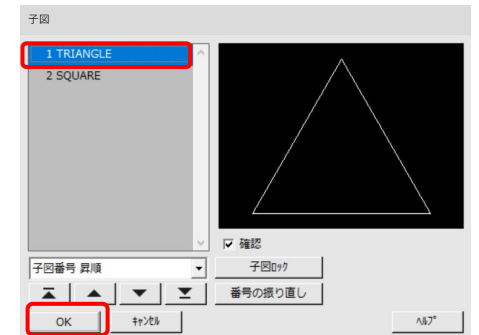 子図
1 TRIANGLE
2 SQUARE
確認
子図番号 昇順
子図ﾛｯｸ
番号の振り直し
OK
ｷｬﾝｾﾙ
ﾍﾙﾌﾟ